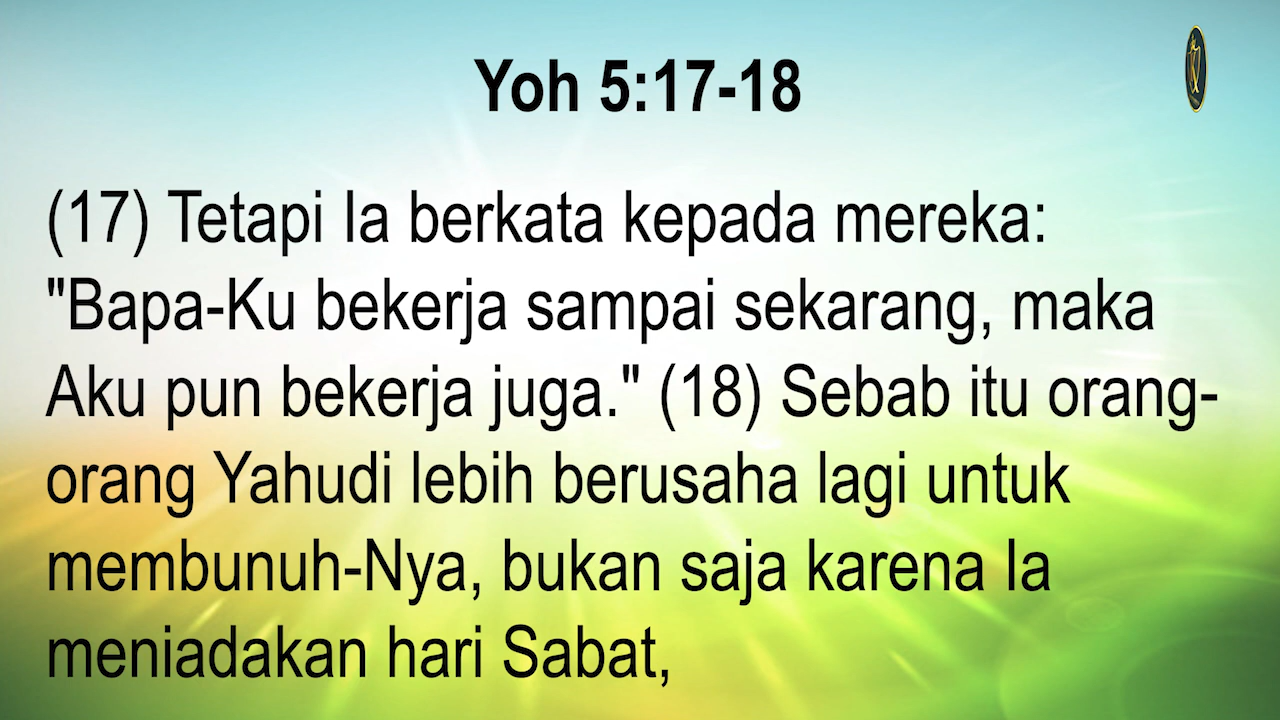 Yoh 5:17-18
(17) Tetapi Ia berkata kepada mereka:
"Bapa-Ku bekerja sampai sekarang, maka
Aku pun bekerja juga." (18) Sebab itu orang-
orang Yahudi lebih berusaha lagi untuk
membunuh-Nya, bukan saja karena Ia
meniadakan hari Sabat,